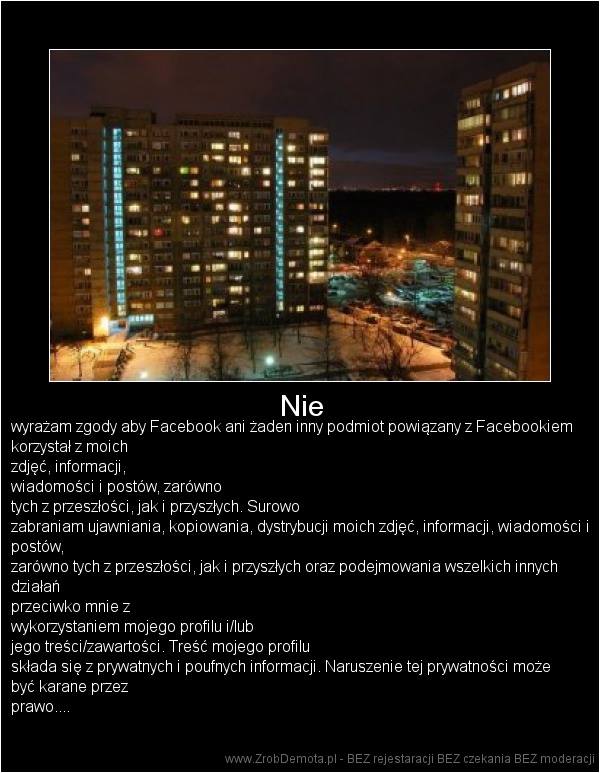 Nie
wyrażam zgody aby Facebook ani żaden inny podmiot powiązany z Facebookiem
korzystał z moich
zdjęć, informacji,
wiadomości i postów, zarówno
tych z przeszłości, jak i przyszłych. Surowo
zabraniam ujawniania, kopiowania, dystrybucji moich zdjęć, informacji, wiadomości i
postów,
zarówno tych z przeszłości, jak i przyszłych oraz podejmowania wszelkich innych
działań
przeciwko mnie z
wykorzystaniem mojego profilu i/lub
jego treści/zawartości. Treść mojego profilu
składa się z prywatnych i poufnych informacji. Naruszenie tej prywatności może
być karane przez
prawo....
www.ZrobDemota.pl - BEZ rejestaracji BEZ czekania BEZ moderacji